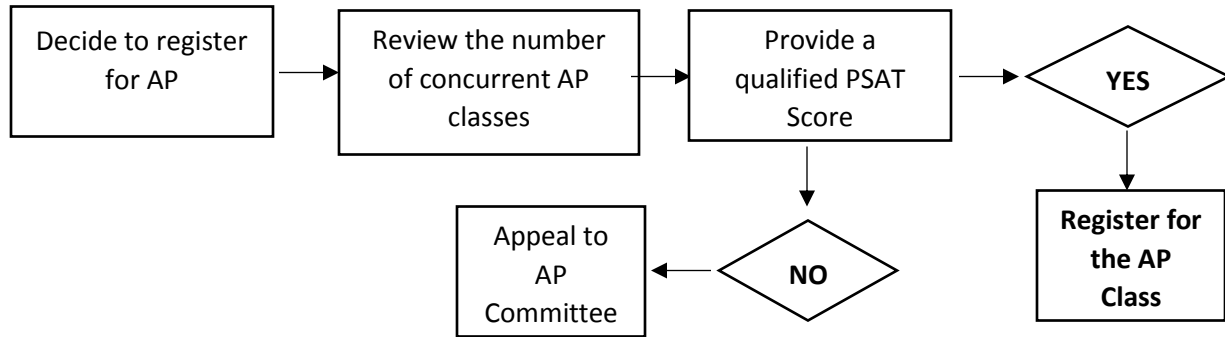 Decide to register
for AP
Review the number
of concurrent AP
classes
Provide a
qualified PSAT
Score
YES
Register for
the AP
Class
NO
Appeal to
AP
Committee